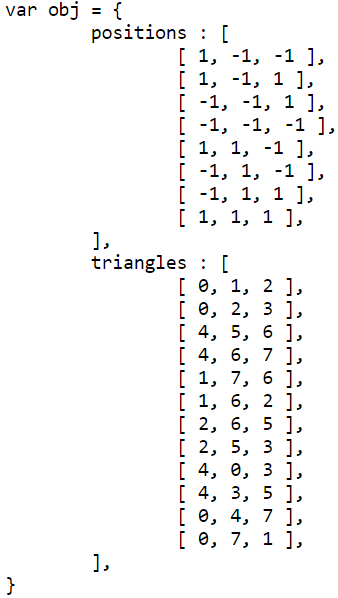 var obj = {
positions : [
[ 1, -1, -1 ],
[ 1, -1, 1 ],
[ -1, -1, 1 ],
[ -1, -1, -1 ],
[ 1, 1, -1 ],
[ -1, 1, -1 ],
[ -1, 1, 1 ],
[ 1, 1, 1 ],
],
triangles : [
[ 0, 1, 2 ],
[ 0, 2, 3 ],
[ 4, 5, 6 ],
[ 4, 6, 7 ],
[ 1, 7, 6 ],
[ 1, 6, 2 ],
[ 2, 6, 5 ],
[ 2, 5, 3 ],
[ 4, 0, 3 ],
[ 4, 3, 5 ],
[ 0, 4, 7 ],
[ 0, 7, 1 ],
],
}